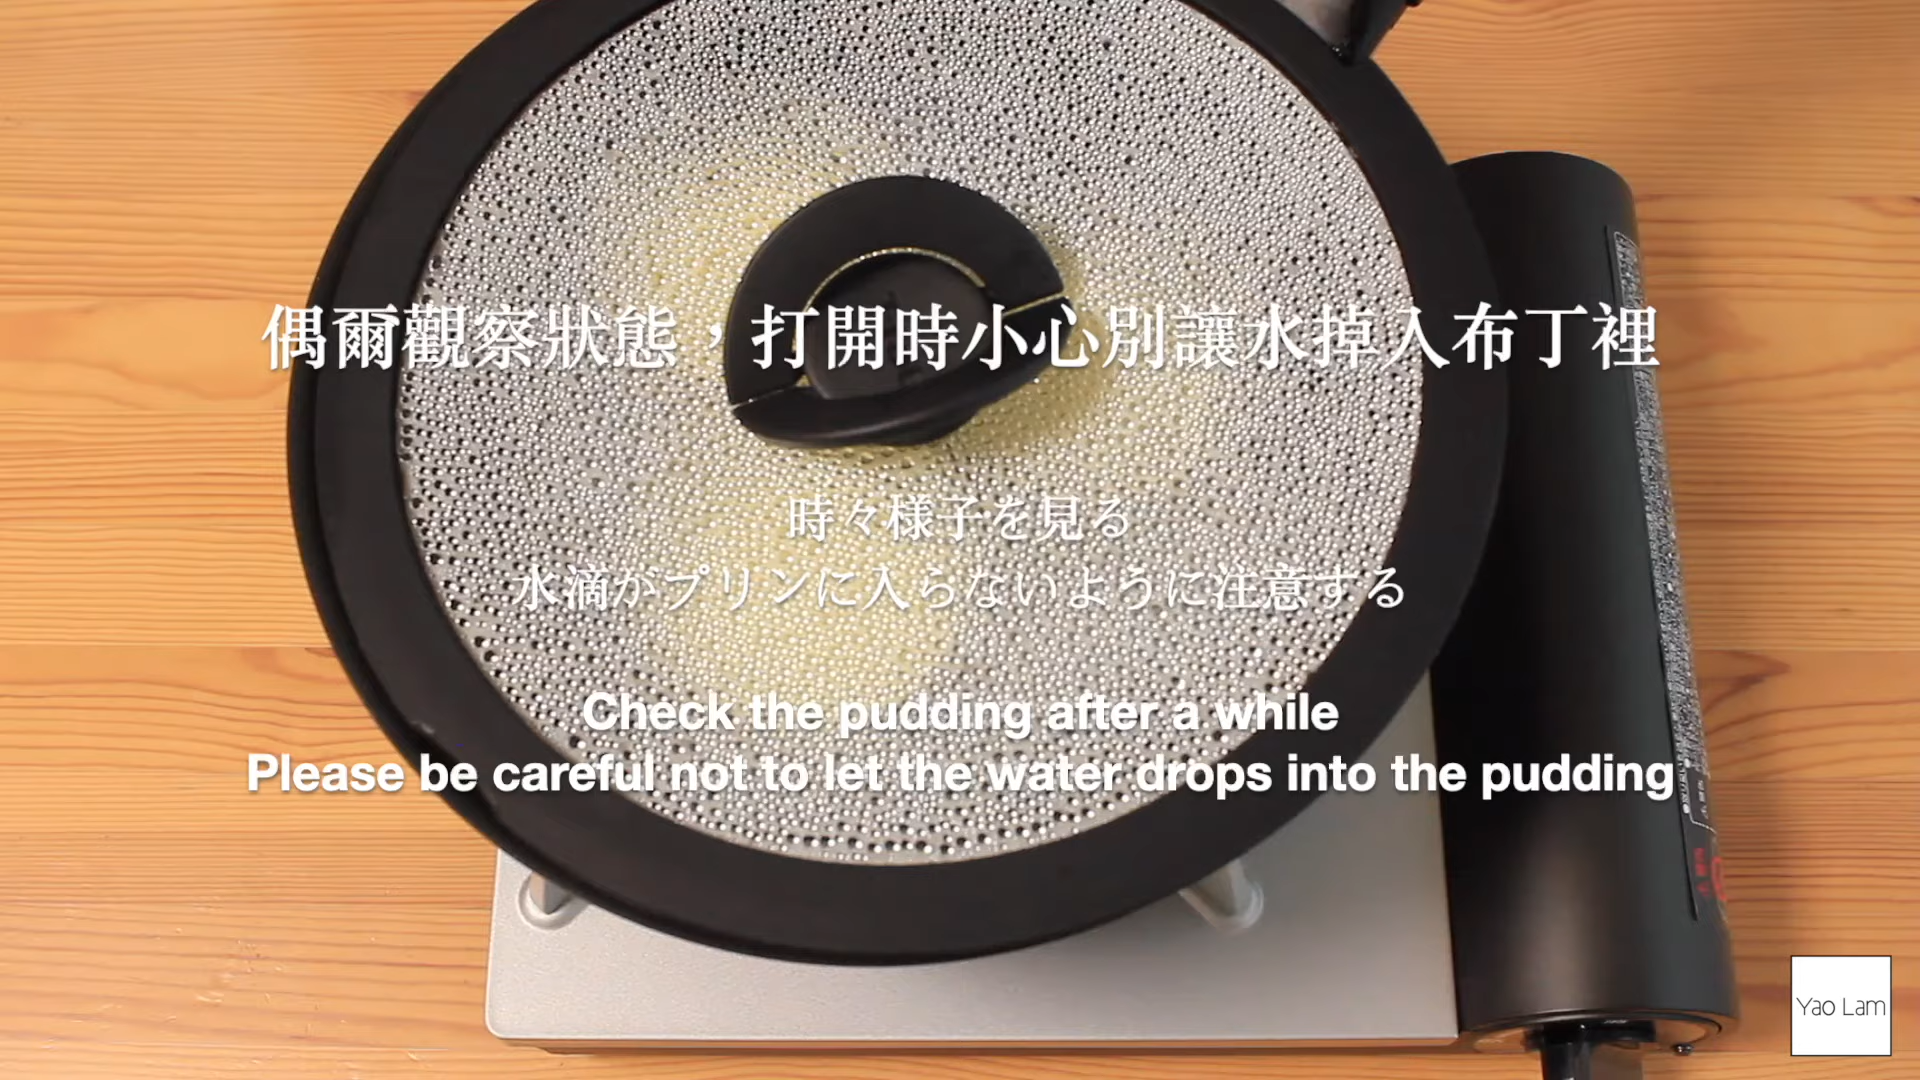 偶爾觀察狀態，打開時小心別讓水掉入布丁裡
時々様子を見る
水滴がプリンに入らないように注意する
Check the pudding after a while
Please be careful not to let the water drops into the pudding
Yao Lam